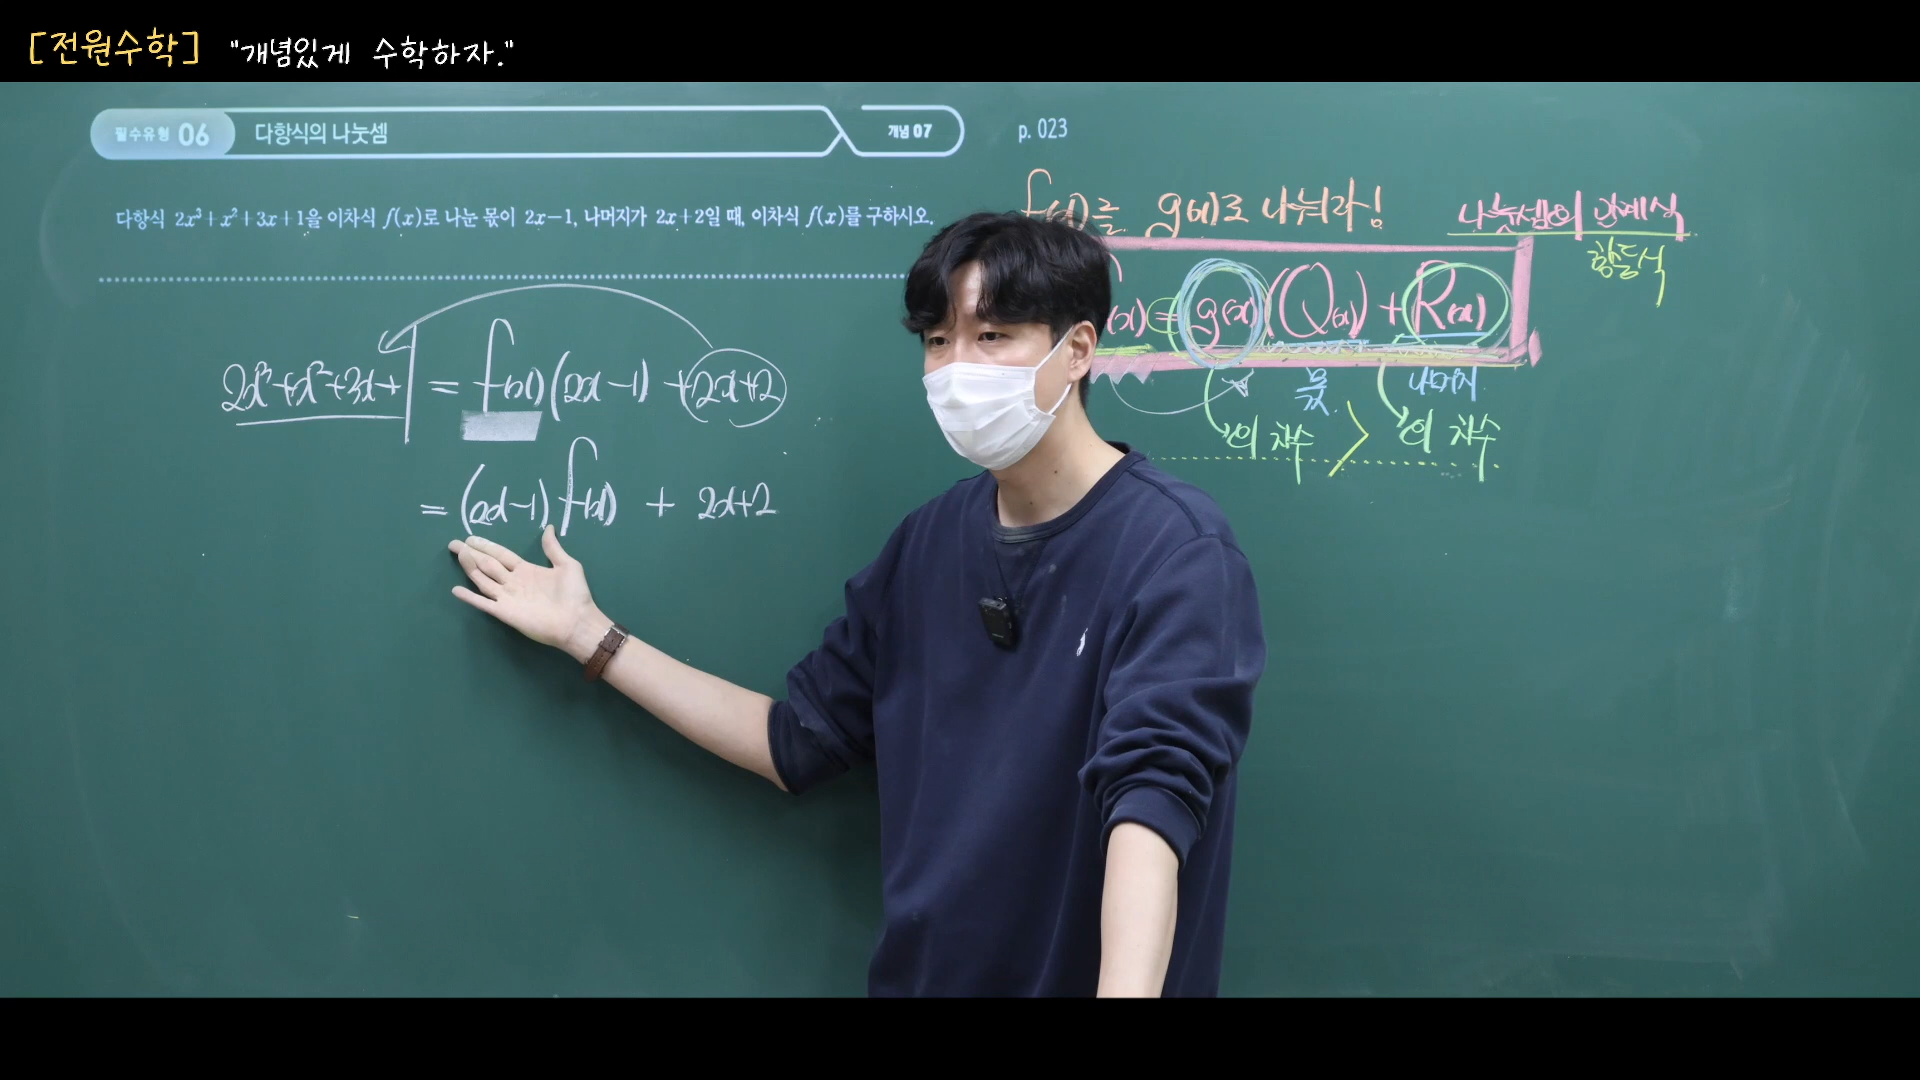 [전원수학] "개념있게 수학하자."
필수유형 06 다항식의 나눗셈 개념 07 p. 023
다항식 2x³+x²+3x+1을 이차식 f(x)로 나눈 몫이 2x-1, 나머지가 2x+2일 때, 이차식 f(x)를 구하시오.
f(x)를 g(x)로 나눠라!
나눗셈의 관계식
항등식
(x) = g(x)Q(x) + R(x)
몫 나머지
의 차수 > 의 차수
2x³+x²+3x+1 = f(x)(2x-1)+2x+2
= (2x-1)f(x) + 2x+2